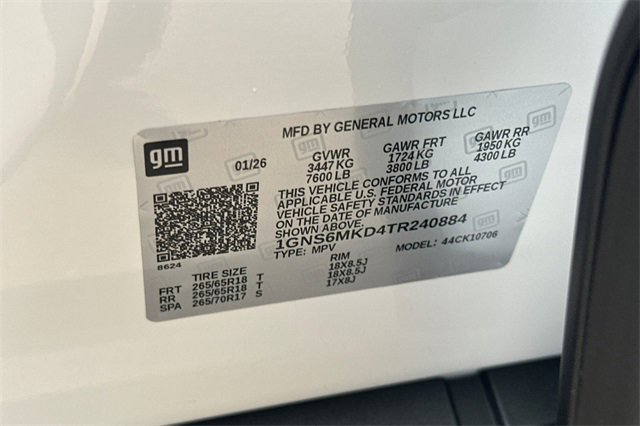 MFD BY GENERAL MOTORS LLC
gm
01/26
GVWR GAWR FRT GAWR RR
3447 KG 1724 KG 1950 KG
7600 LB 3800 LB 4300 LB
THIS VEHICLE CONFORMS TO ALL
APPLICABLE U.S. FEDERAL MOTOR
VEHICLE SAFETY STANDARDS IN EFFECT
ON THE DATE OF MANUFACTURE
SHOWN ABOVE.
1GNS6MKD4TR240884
TYPE: MPV MODEL: 44CK10706
8624
TIRE SIZE RIM
FRT 265/65R18 T 18X8.5J
RR 265/65R18 T 18X8.5J
SPA 265/70R17 S 17X8J